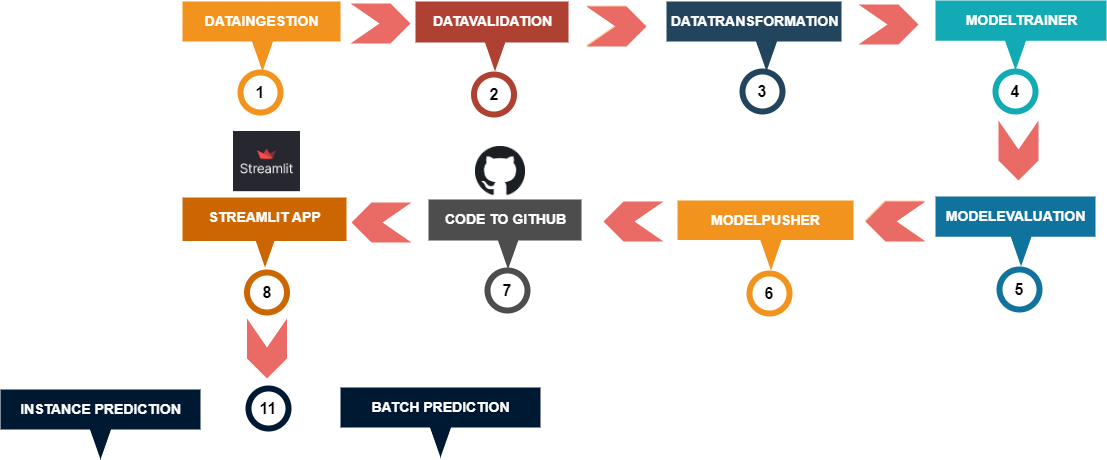 DATAINGESTION
DATAVALIDATION
DATATRANSFORMATION
MODELTRAINER
1
2
3
4
Streamlit
STREAMLIT APP
CODE TO GITHUB
MODELPUSHER
MODELEVALUATION
8
7
6
5
INSTANCE PREDICTION
11
BATCH PREDICTION